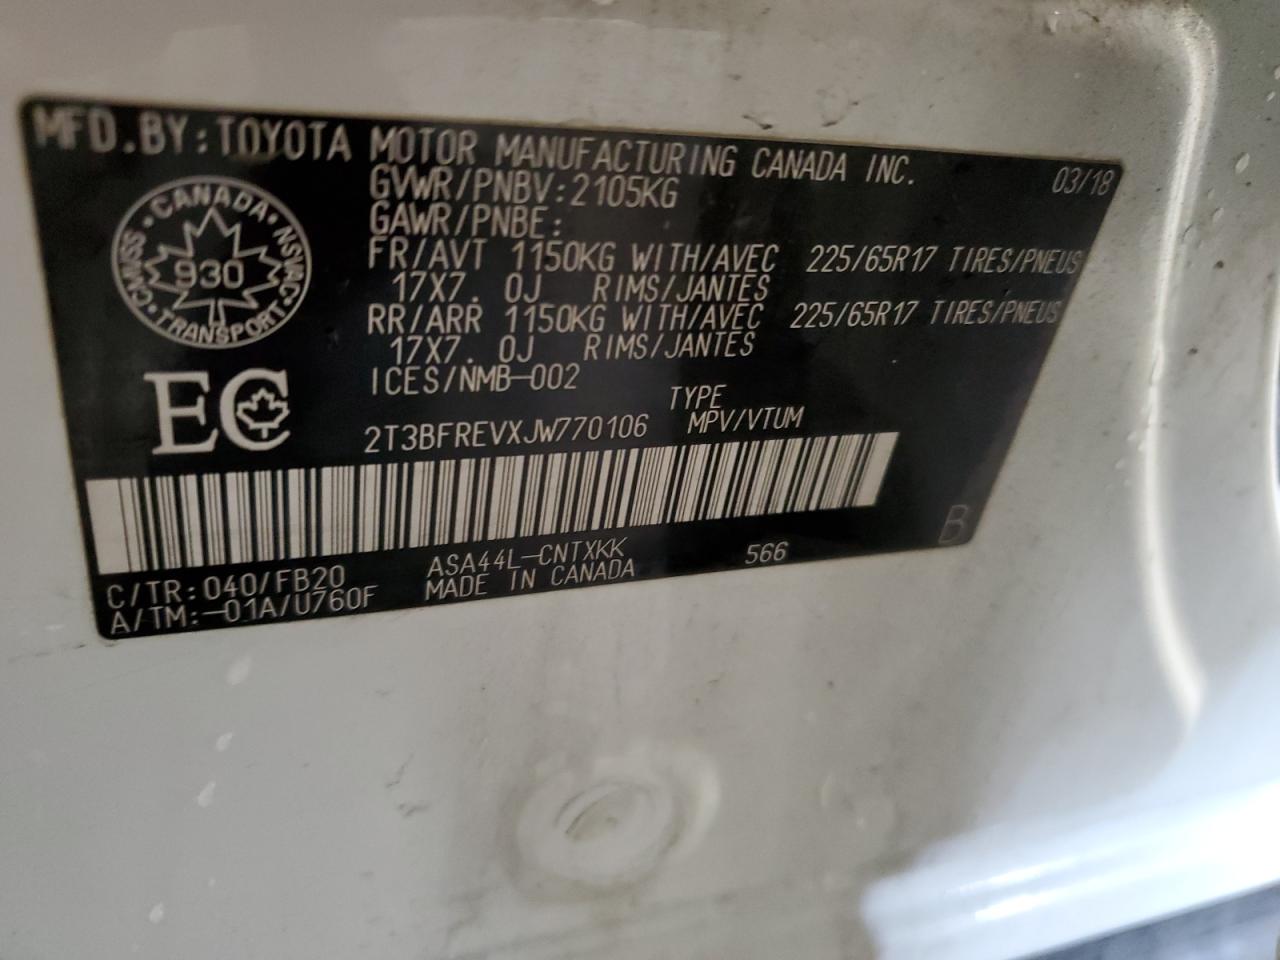 MFD.BY:TOYOTA MOTOR MANUFACTURING CANADA INC. 03/18
GVWR/PNBV:2105KG
GAWR/PNBE:
FR/AVT 1150KG WITH/AVEC 225/65R17 TIRES/PNEUS
17X7. 0J RIMS/JANTES
RR/ARR 1150KG WITH/AVEC 225/65R17 TIRES/PNEUS
17X7. 0J RIMS/JANTES
ICES/NMB-002
CANADA
CMVSS
930
NSVAC
TRANSPORT
EC
TYPE
2T3BFREVXJW770106 MPV/VTUM
B
C/TR:040/FB20 ASA44L-CNTXKK 566
A/TM:-01A/U760F MADE IN CANADA